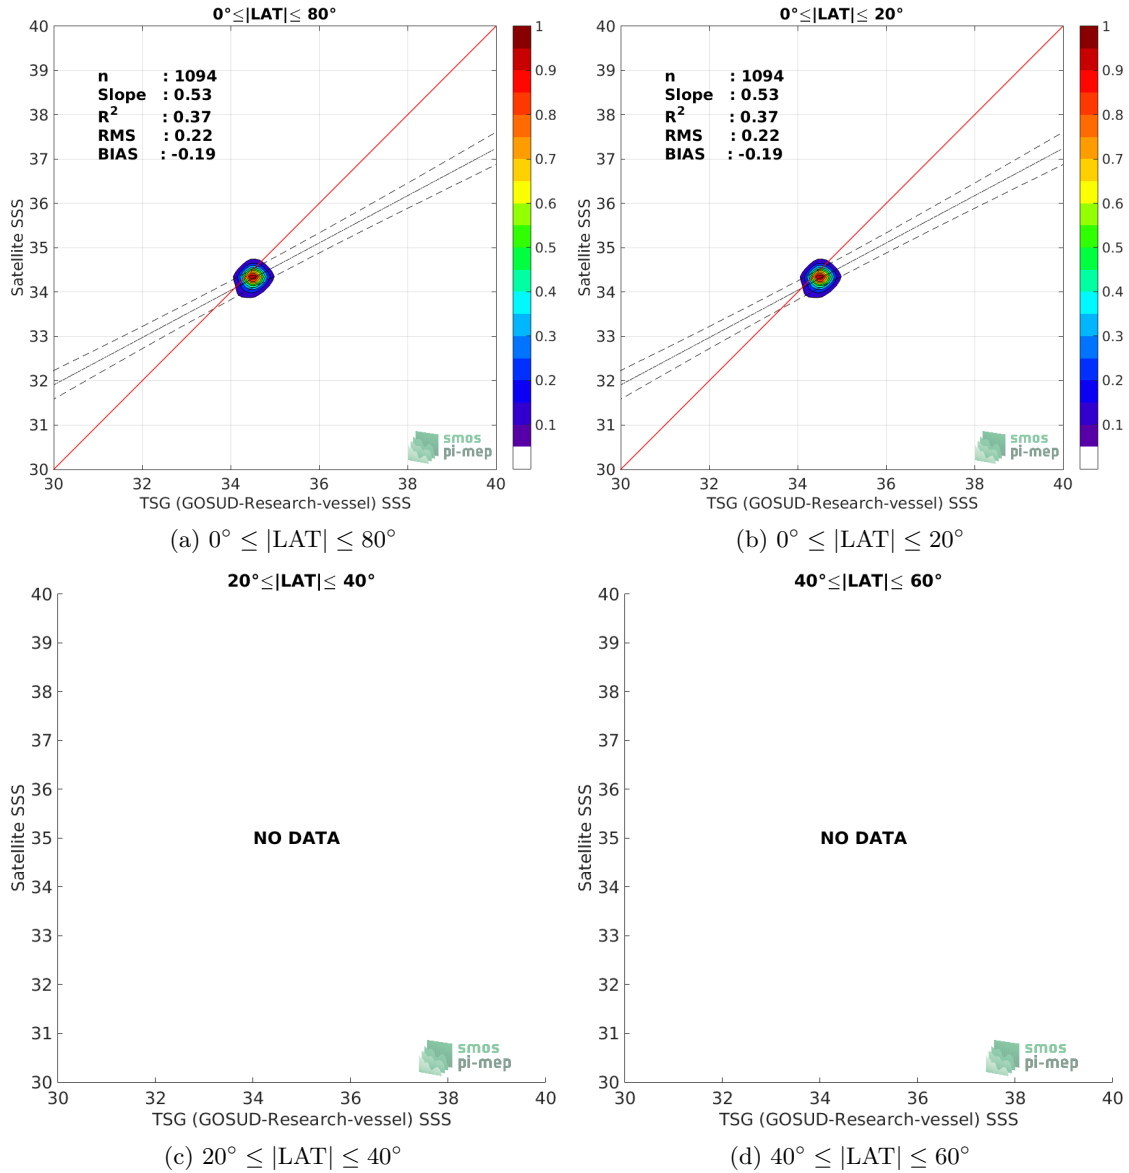 0°≤|LAT|≤ 80°
40
39
38
37
36
35
34
33
32
31
30
Satellite SSS
n : 1094
Slope : 0.53
R² : 0.37
RMS : 0.22
BIAS : -0.19
smos
pi-mep
30 32 34 36 38 40
TSG (GOSUD-Research-vessel) SSS
1
0.9
0.8
0.7
0.6
0.5
0.4
0.3
0.2
0.1
(a) 0° ≤ |LAT| ≤ 80°
0°≤|LAT|≤ 20°
40
39
38
37
36
35
34
33
32
31
30
Satellite SSS
n : 1094
Slope : 0.53
R² : 0.37
RMS : 0.22
BIAS : -0.19
smos
pi-mep
30 32 34 36 38 40
TSG (GOSUD-Research-vessel) SSS
1
0.9
0.8
0.7
0.6
0.5
0.4
0.3
0.2
0.1
(b) 0° ≤ |LAT| ≤ 20°
20°≤|LAT|≤ 40°
40
39
38
37
36
35
34
33
32
31
30
Satellite SSS
NO DATA
smos
pi-mep
30 32 34 36 38 40
TSG (GOSUD-Research-vessel) SSS
(c) 20° ≤ |LAT| ≤ 40°
40°≤|LAT|≤ 60°
40
39
38
37
36
35
34
33
32
31
30
Satellite SSS
NO DATA
smos
pi-mep
30 32 34 36 38 40
TSG (GOSUD-Research-vessel) SSS
(d) 40° ≤ |LAT| ≤ 60°